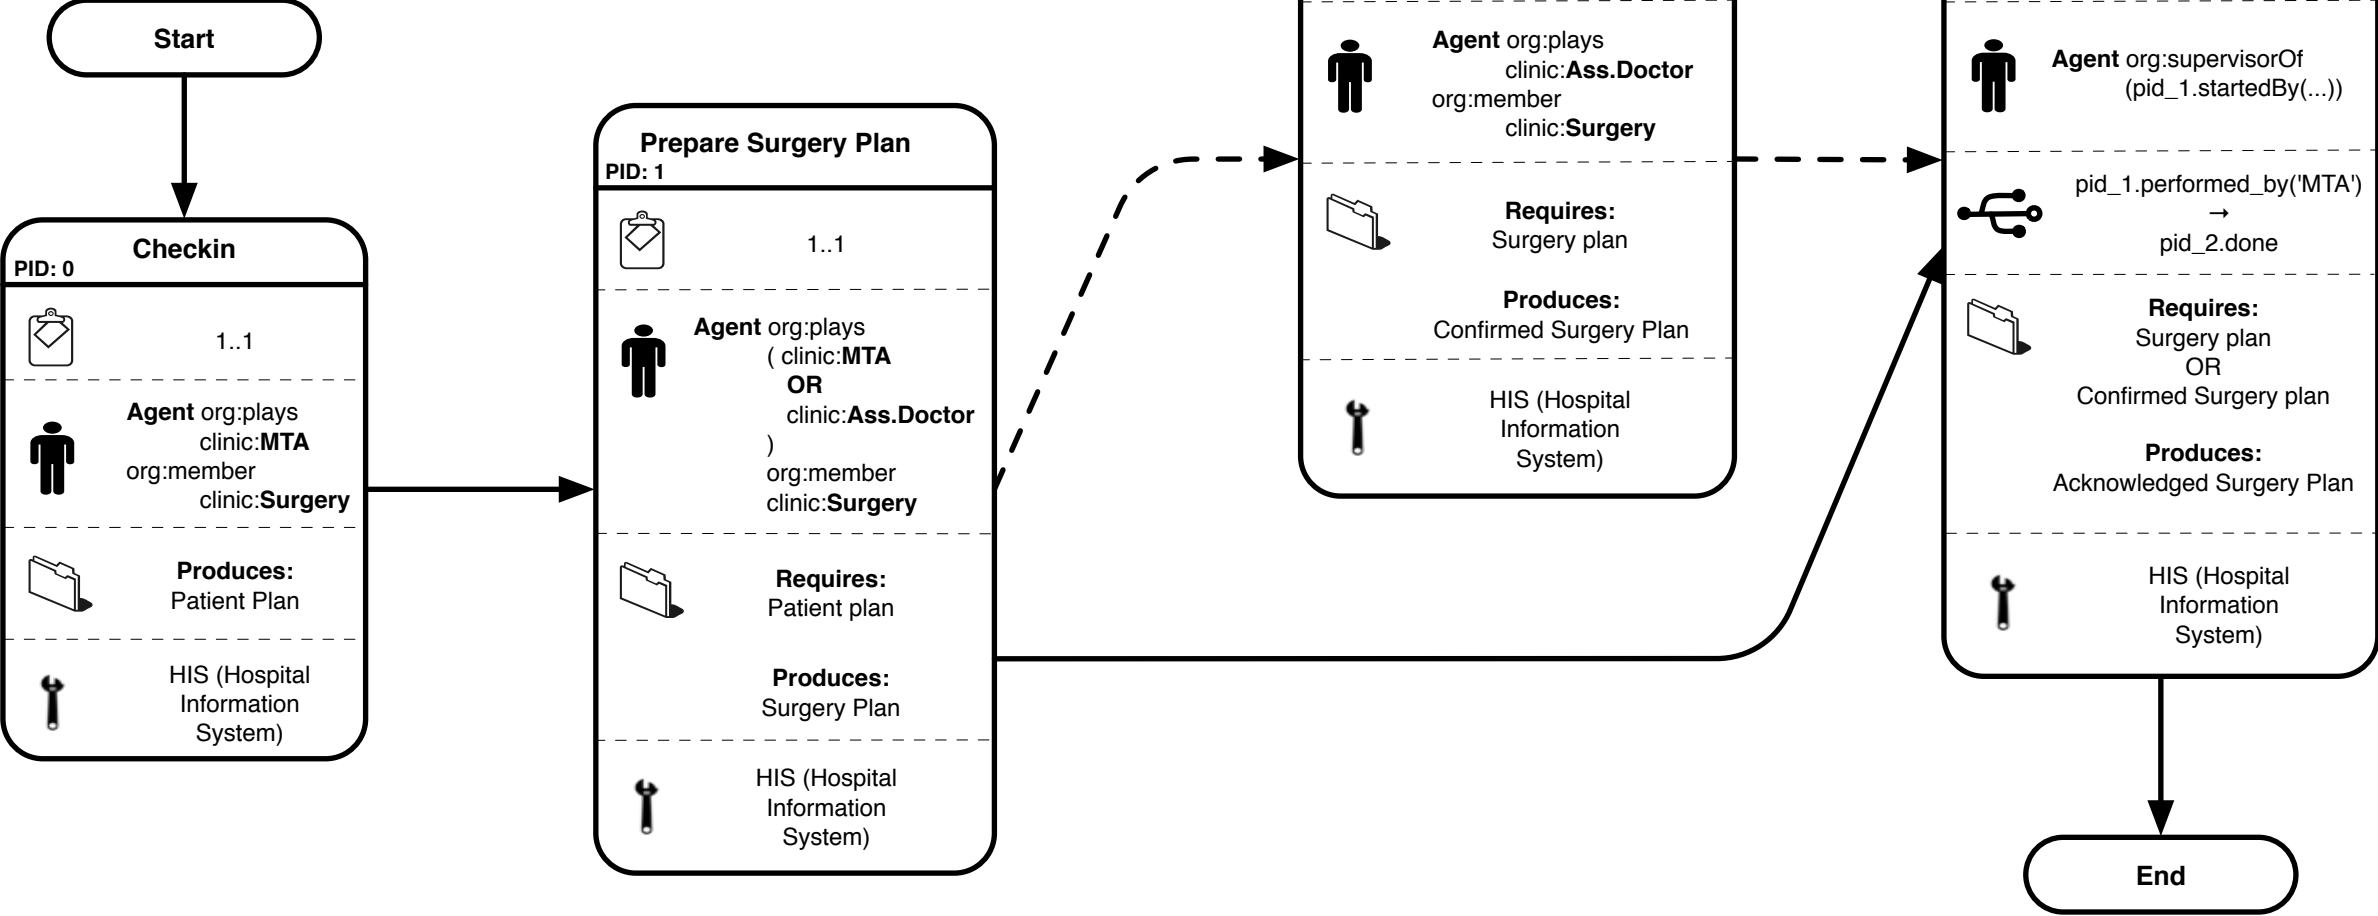 Start
Checkin
PID: 0
1..1
Agent org:plays
clinic:MTA
org:member
clinic:Surgery
Produces:
Patient Plan
HIS (Hospital
Information
System)
Prepare Surgery Plan
PID: 1
1..1
Agent org:plays
( clinic:MTA
OR
clinic:Ass.Doctor
)
org:member
clinic:Surgery
Requires:
Patient plan
Produces:
Surgery Plan
HIS (Hospital
Information
System)
Agent org:plays
clinic:Ass.Doctor
org:member
clinic:Surgery
Requires:
Surgery plan
Produces:
Confirmed Surgery Plan
HIS (Hospital
Information
System)
Agent org:supervisorOf
(pid_1.startedBy(...))
pid_1.performed_by('MTA')
→
pid_2.done
Requires:
Surgery plan
OR
Confirmed Surgery plan
Produces:
Acknowledged Surgery Plan
HIS (Hospital
Information
System)
End